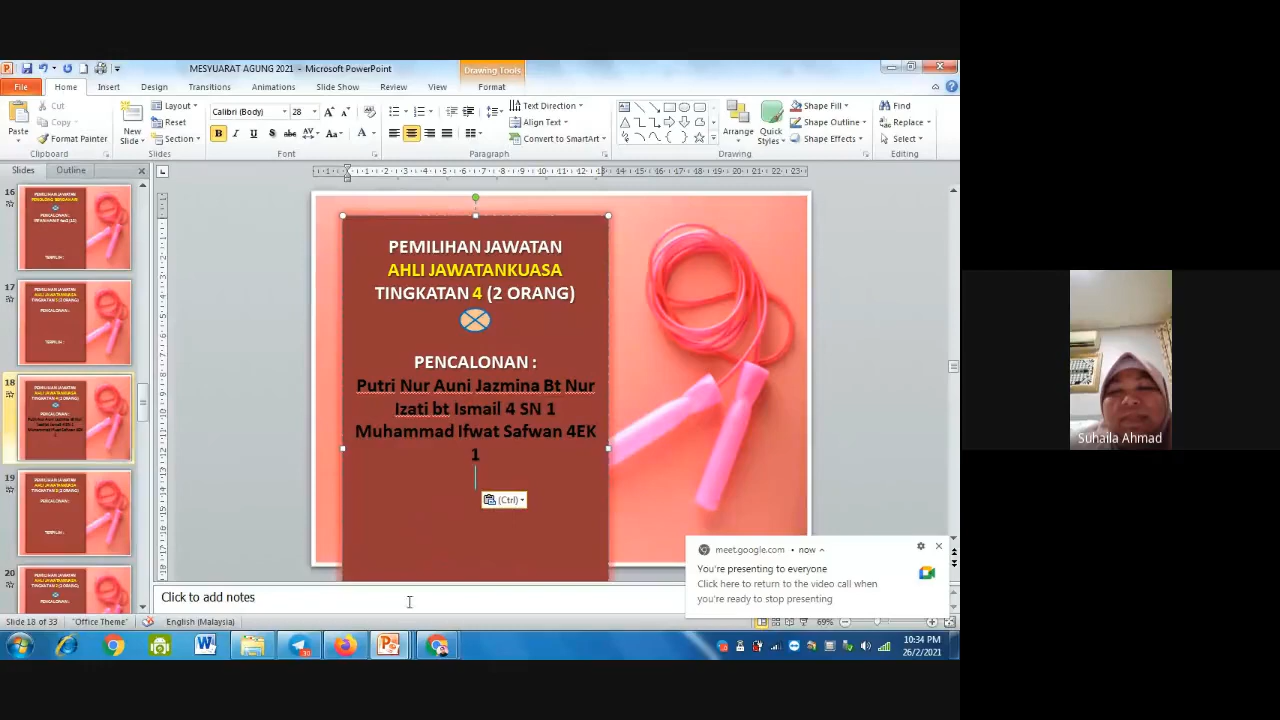 MESYUARAT AGUNG 2021 - Microsoft PowerPoint
Drawing Tools
File Home Insert Design Transitions Animations Slide Show Review View Format
Paste
Cut
Copy
Format Painter
Clipboard
New
Slide
Layout
Reset
Section
Slides
Calibri (Body) 28
Font
Text Direction
Align Text
Convert to SmartArt
Paragraph
Arrange
Quick
Styles
Shape Fill
Shape Outline
Shape Effects
Drawing
Find
Replace
Select
Editing
Slides Outline
16
17
18
19
20
PEMILIHAN JAWATAN
AHLI JAWATANKUASA
TINGKATAN 4 (2 ORANG)
PENCALONAN :
Putri Nur Auni Jazmina Bt Nur
Izati bt Ismail 4 SN 1
Muhammad Ifwat Safwan 4EK
1
(Ctrl)
Click to add notes
meet.google.com • now
You're presenting to everyone
Click here to return to the video call when
you're ready to stop presenting
Slide 18 of 33 "Office Theme" English (Malaysia) 69%
10:34 PM
26/2/2021
Suhaila Ahmad